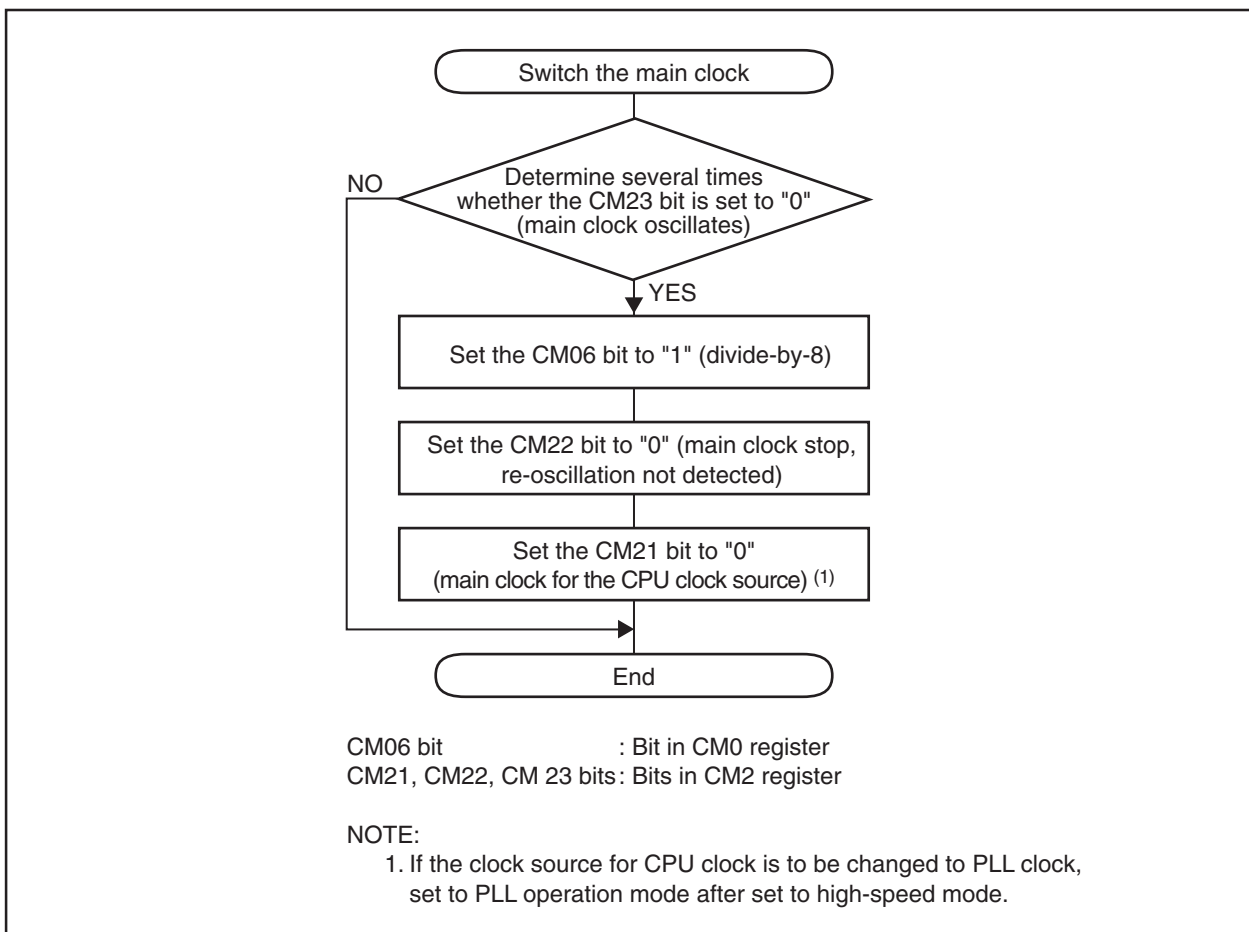 Switch the main clock
NO
Determine several times
whether the CM23 bit is set to "0"
(main clock oscillates)
YES
Set the CM06 bit to "1" (divide-by-8)
Set the CM22 bit to "0" (main clock stop,
re-oscillation not detected)
Set the CM21 bit to "0"
(main clock for the CPU clock source) (1)
End
CM06 bit : Bit in CM0 register
CM21, CM22, CM 23 bits : Bits in CM2 register
NOTE:
1. If the clock source for CPU clock is to be changed to PLL clock,
set to PLL operation mode after set to high-speed mode.